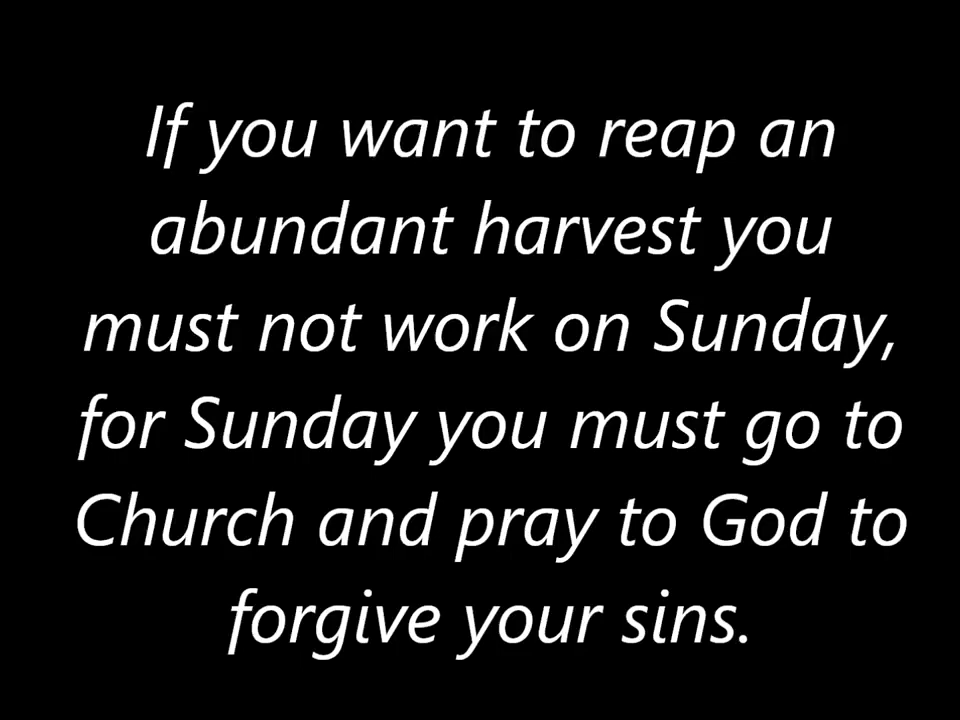 If you want to reap an
abundant harvest you
must not work on Sunday,
for Sunday you must go to
Church and pray to God to
forgive your sins.